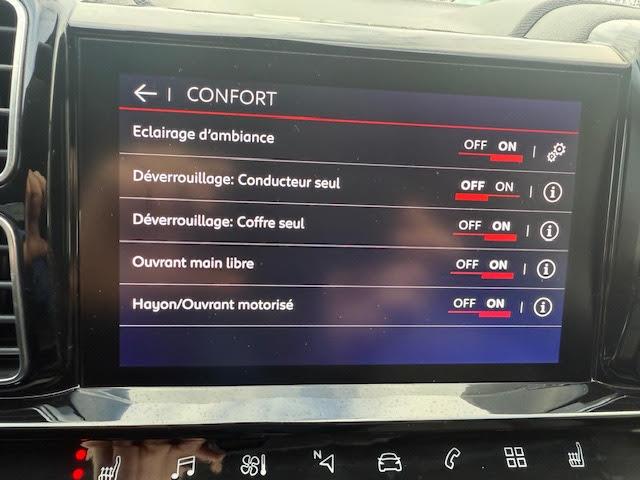 CONFORT
Eclairage d'ambiance OFF ON
Déverrouillage: Conducteur seul OFF ON
Déverrouillage: Coffre seul OFF ON
Ouvrant main libre OFF ON
Hayon/Ouvrant motorisé OFF ON
N